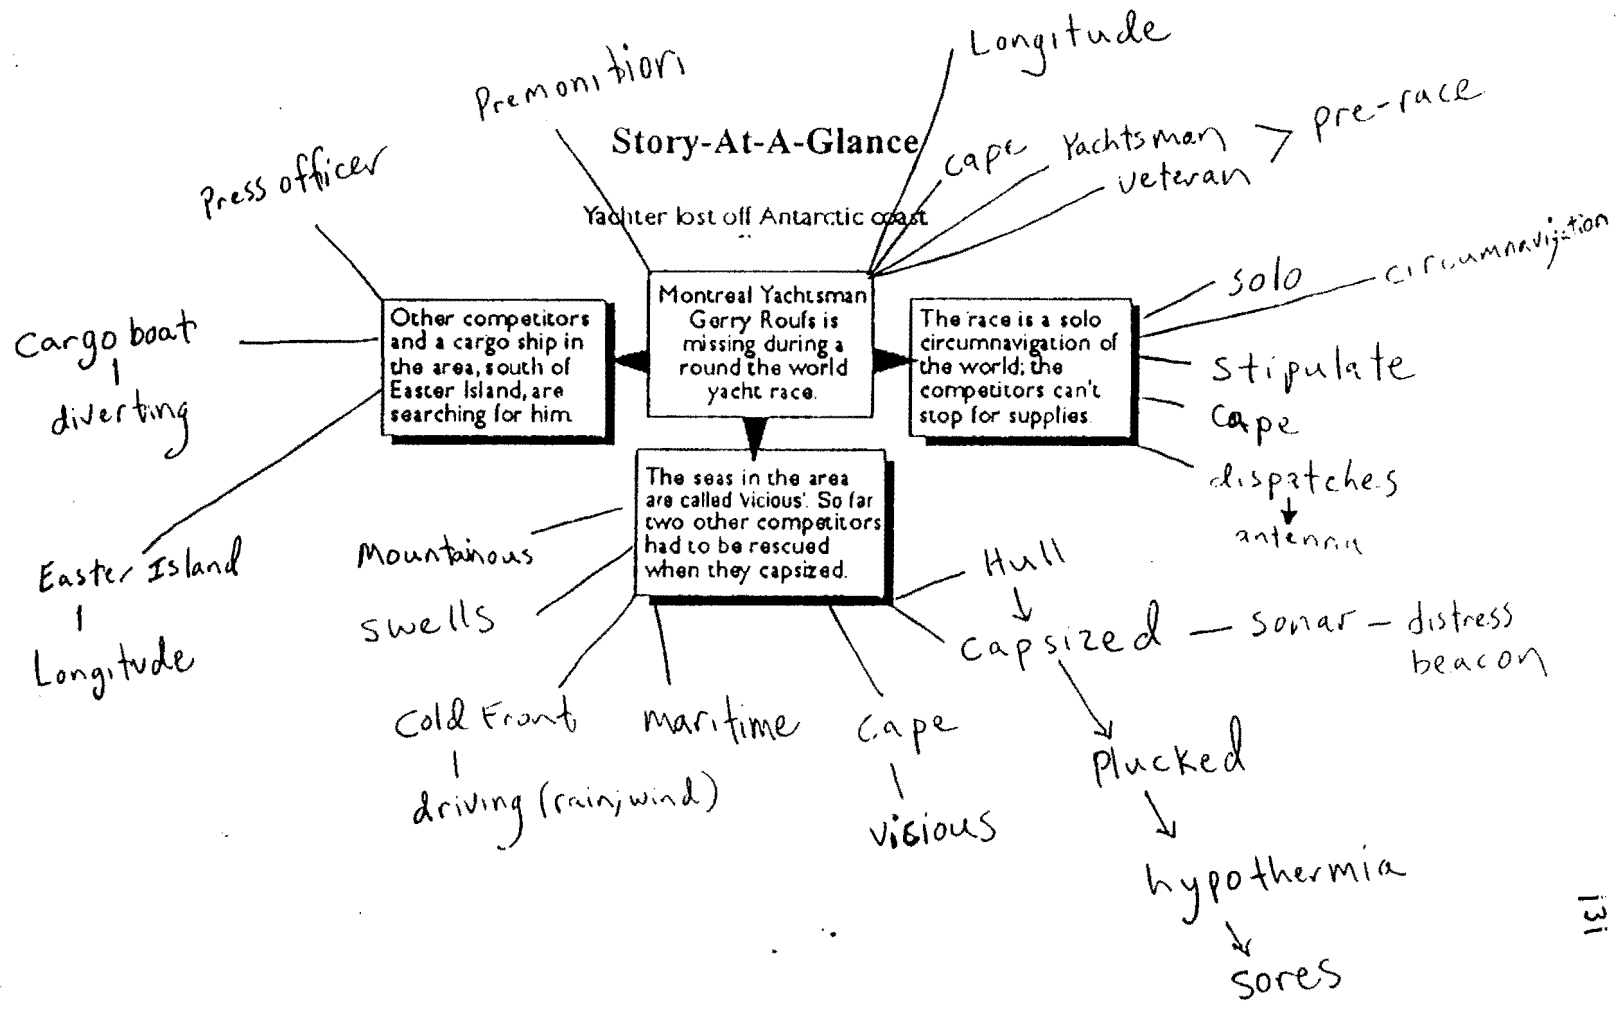 Longitude
Premonition
Story-At-A-Glance
cape Yachtsman > pre-race
veteran
Press officer
Yachter lost off Antarctic coast
solo
circumnavigation
Montreal Yachtsman
Gerry Roufs is
missing during a
round the world
yacht race.
Other competitors
and a cargo ship in
the area, south of
Easter Island, are
searching for him.
The race is a solo
circumnavigation of
the world; the
competitors can't
stop for supplies.
Cargo boat
diverting
stipulate
Cape
dispatches
antenna
The seas in the area
are called 'vicious'. So far
two other competitors
had to be rescued
when they capsized.
Easter Island
Longitude
Mountainous
swells
Hull
Capsized — sonar — distress
beacon
Cold Front
driving (rain, wind)
maritime
Cape
vicious
Plucked
hypothermia
sores
131